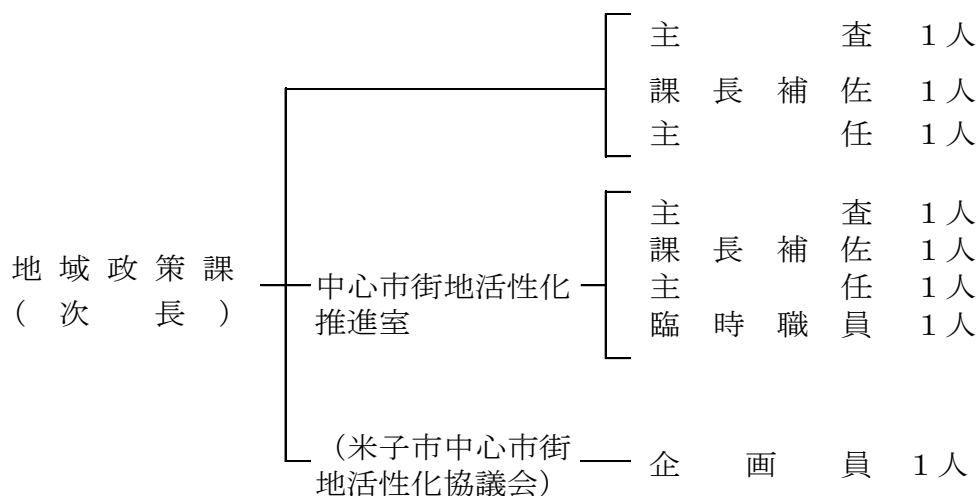 主査 １人
課長補佐 １人
主任 １人
地域政策課
（次長）
中心市街地活性化
推進室
主査 １人
課長補佐 １人
主任 １人
臨時職員 １人
（米子市中心市街
地活性化協議会）
企画員 １人